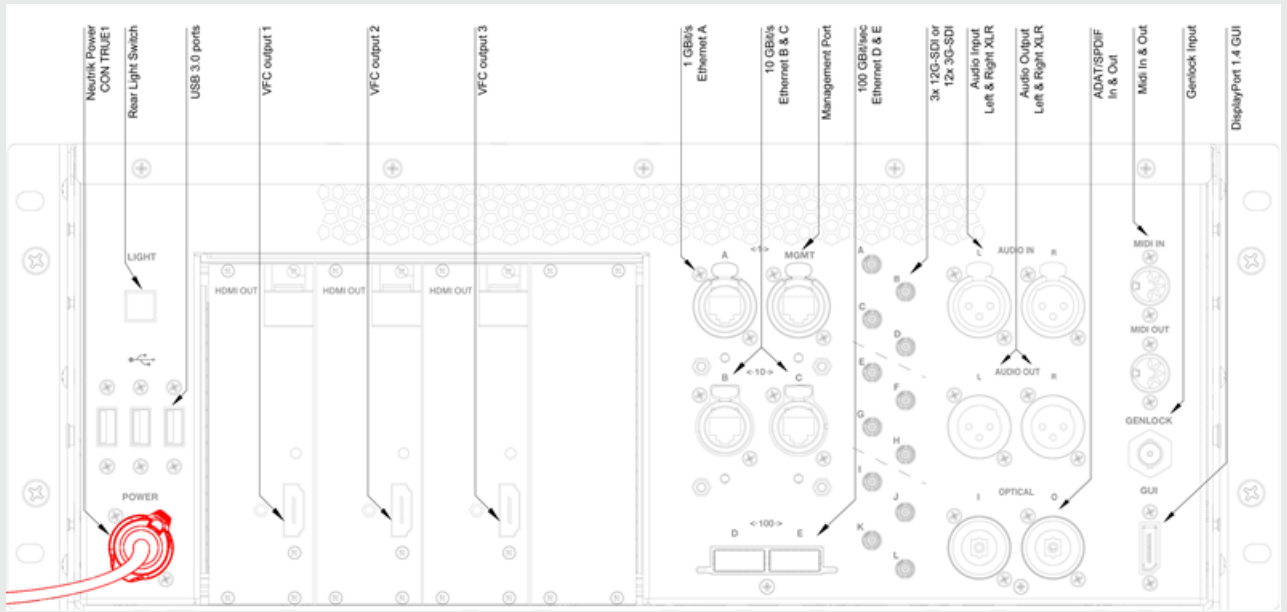 Neutrik Power
CON TRUE1
Rear Light Switch
USB 3.0 ports
VFC output 1
VFC output 2
VFC output 3
1 GBit/s
Ethernet A
10 GBit/s
Ethernet B & C
Management Port
100 GBit/sec
Ethernet D & E
3x 12G-SDI or
12x 3G-SDI
Audio Input
Left & Right XLR
Audio Output
Left & Right XLR
ADAT/SPDIF
In & Out
Midi In & Out
Genlock Input
DisplayPort 1.4 GUI
LIGHT
POWER
HDMI OUT
HDMI OUT
HDMI OUT
A
<1>
MGMT
B
<10>
C
<100>
D
E
A
B
C
D
E
F
G
H
I
J
K
L
L
AUDIO IN
R
L
AUDIO OUT
R
OPTICAL
I
O
MIDI IN
MIDI OUT
GENLOCK
GUI